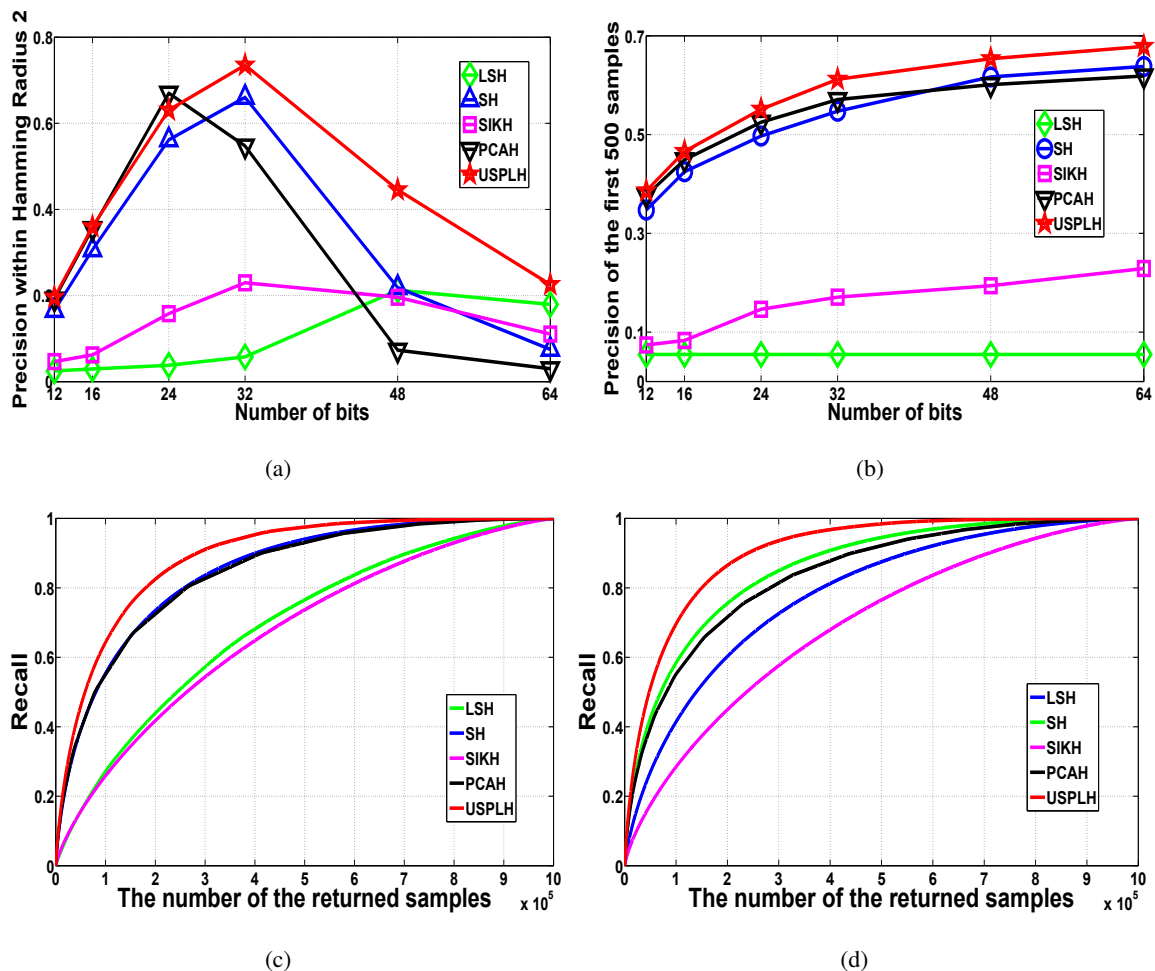 Precision within Hamming Radius 2
0.8
0.6
0.4
0.2
0
12 16 24 32 48 64
Number of bits
LSH
SH
SIKH
PCAH
USPLH
(a)
Precision of the first 500 samples
0.7
0.5
0.3
0.1
0
12 16 24 32 48 64
Number of bits
LSH
SH
SIKH
PCAH
USPLH
(b)
Recall
1
0.8
0.6
0.4
0.2
0
0 1 2 3 4 5 6 7 8 9 10
The number of the returned samples x 10^5
LSH
SH
SIKH
PCAH
USPLH
(c)
Recall
1
0.8
0.6
0.4
0.2
0
0 1 2 3 4 5 6 7 8 9 10
The number of the returned samples x 10^5
LSH
SH
SIKH
PCAH
USPLH
(d)